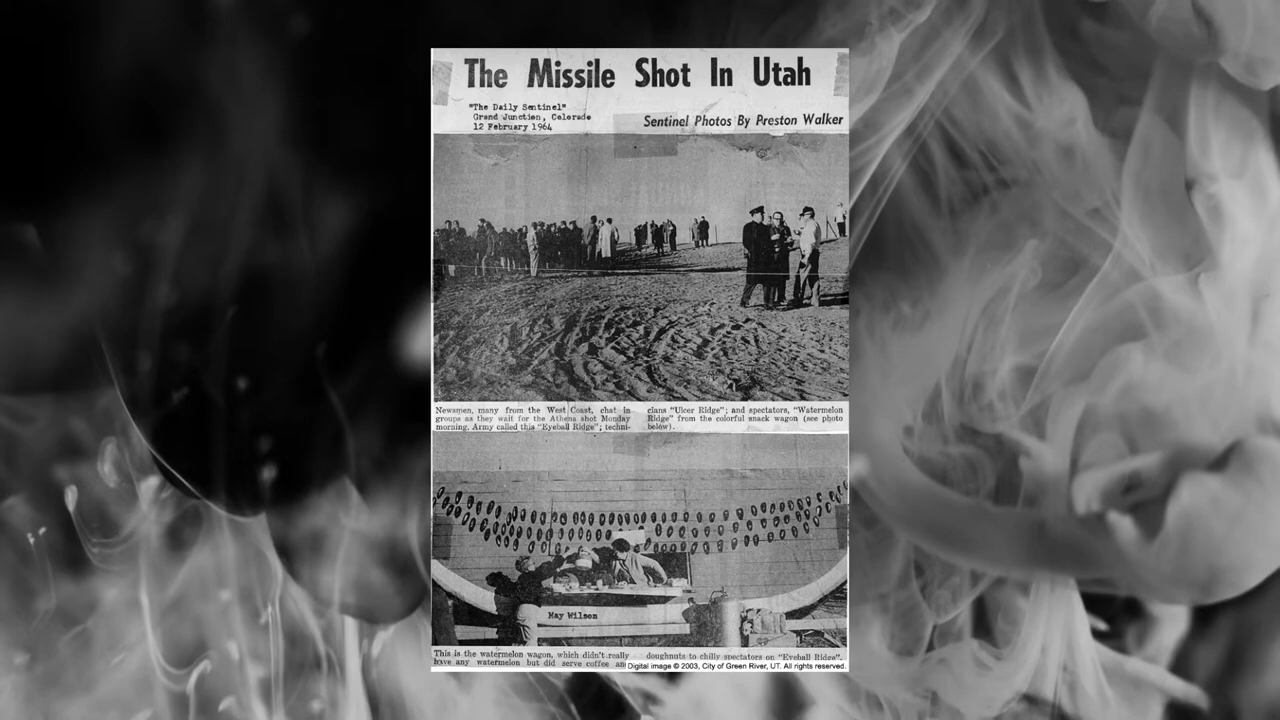 The Missile Shot In Utah
"The Daily Sentinel"
Grand Junction, Colorado
12 February 1964
Sentinel Photos By Preston Walker
Newsmen, many from the West Coast, chat in
groups as they wait for the Athena shot Monday
morning. Army called this "Eyeball Ridge"; techni-
cians "Ulcer Ridge"; and spectators, "Watermelon
Ridge" from the colorful snack wagon (see photo
below).
May Wilson
This is the watermelon wagon, which didn't really
have any watermelon but did serve coffee and
doughnuts to chilly spectators on "Eyeball Ridge".
Digital image © 2003, City of Green River, UT. All rights reserved.